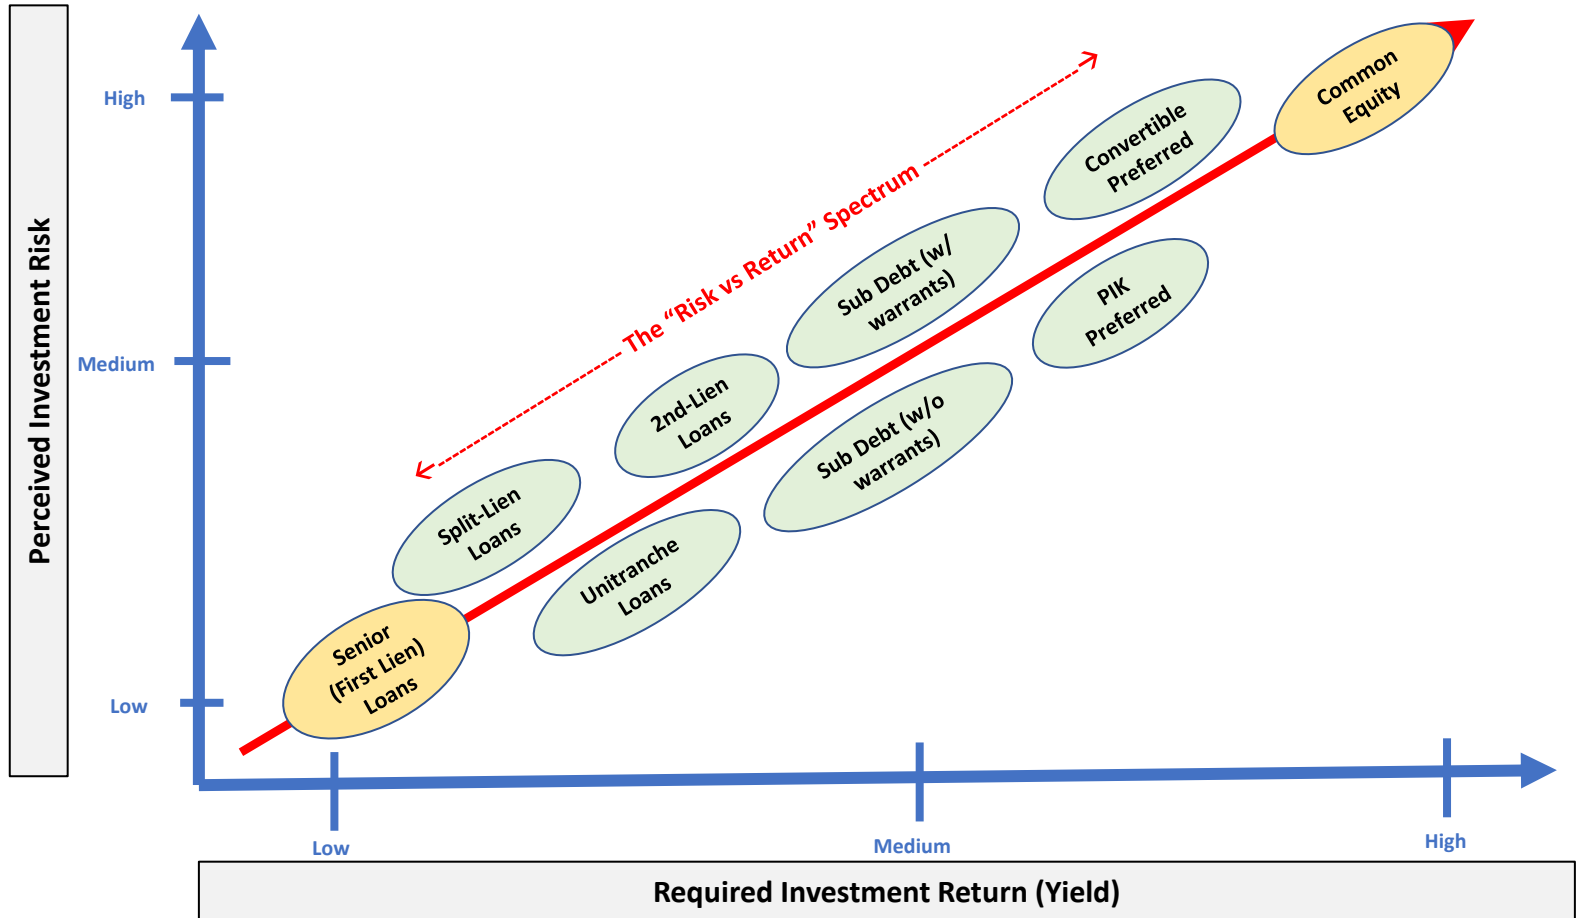 Perceived Investment Risk
High
Medium
Low
The “Risk vs Return” Spectrum
Common
Equity
Convertible
Preferred
Sub Debt (w/
warrants)
PIK
Preferred
2nd-Lien
Loans
Sub Debt (w/o
warrants)
Split-Lien
Loans
Unitranche
Loans
Senior
(First Lien)
Loans
Low
Medium
High
Required Investment Return (Yield)